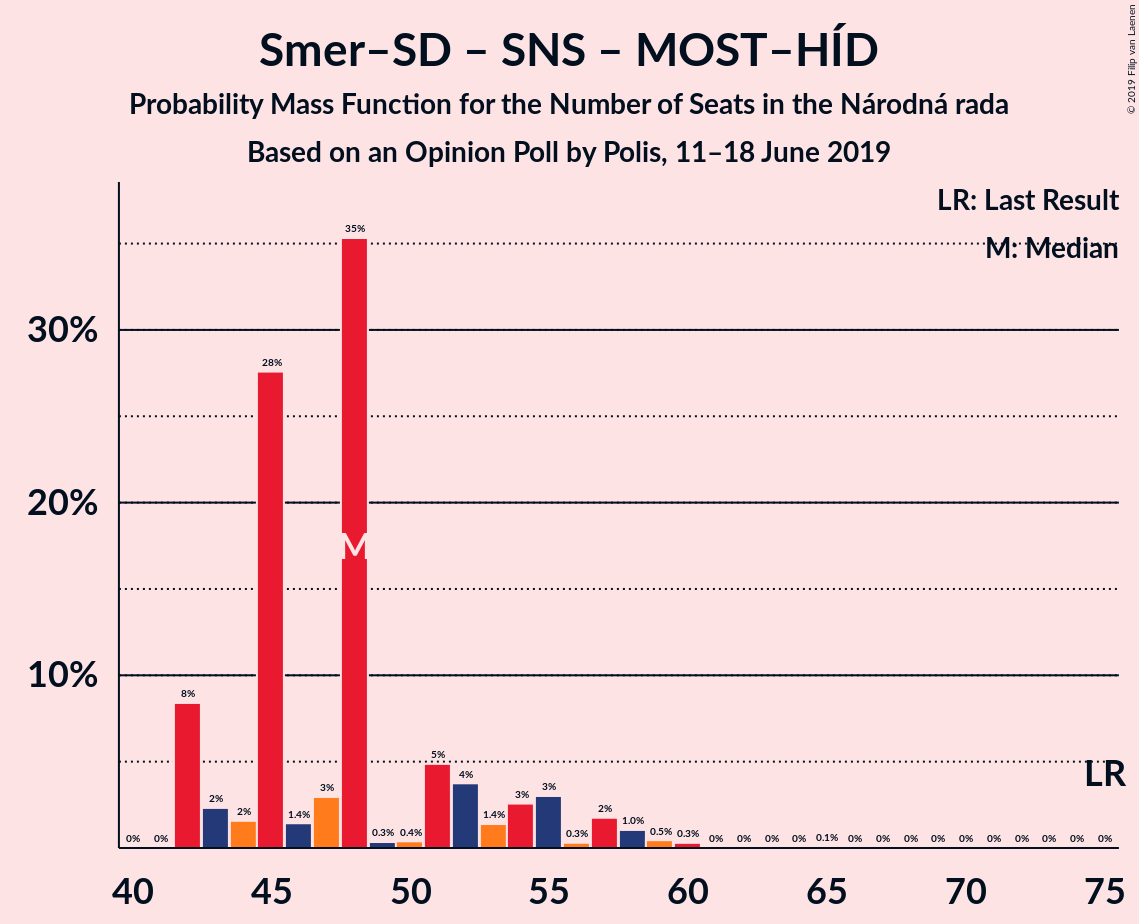 Smer–SD – SNS – MOST–HÍD
Probability Mass Function for the Number of Seats in the Národná rada
Based on an Opinion Poll by Polis, 11–18 June 2019
© 2019 Filip van Laenen
LR: Last Result
M: Median
30%
20%
10%
0% 0% 8% 2% 2% 28% 1.4% 3% 35% 0.3% 0.4% 5% 4% 1.4% 3% 3% 0.3% 2% 1.0% 0.5% 0.3% 0% 0% 0% 0% 0.1% 0% 0% 0% 0% 0% 0% 0% 0% 0% 0%
M
LR
40 45 50 55 60 65 70 75